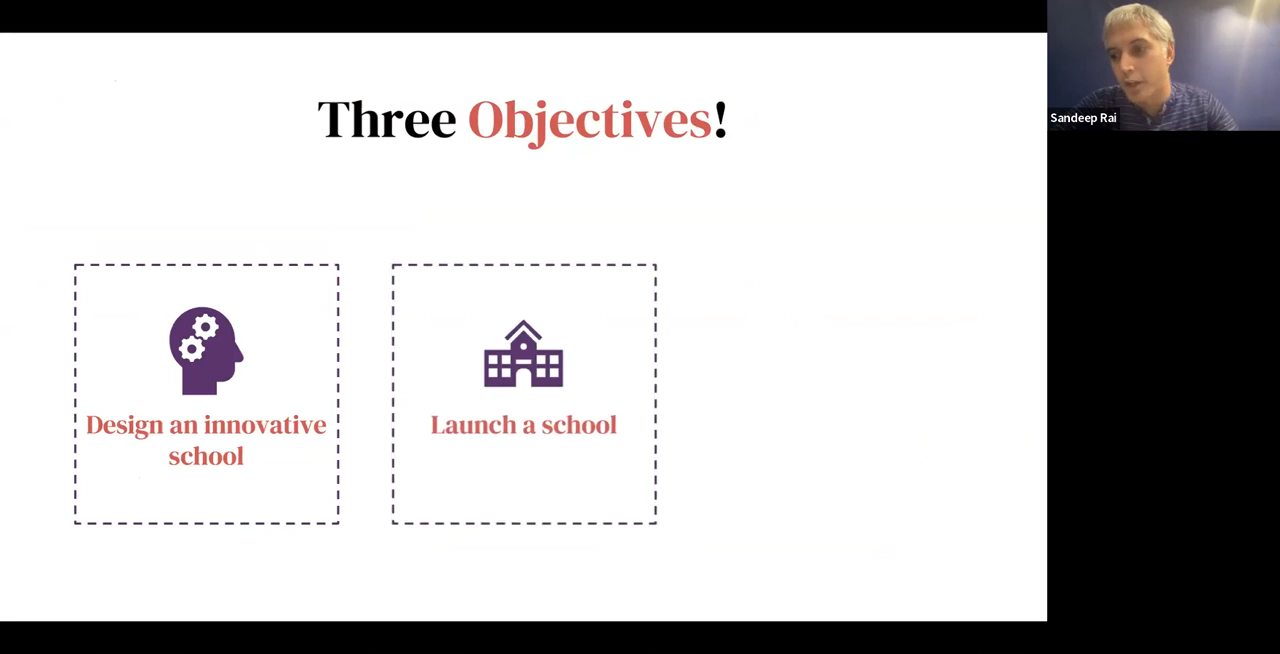 Three Objectives!
Sandeep Rai
Design an innovative
school
Launch a school